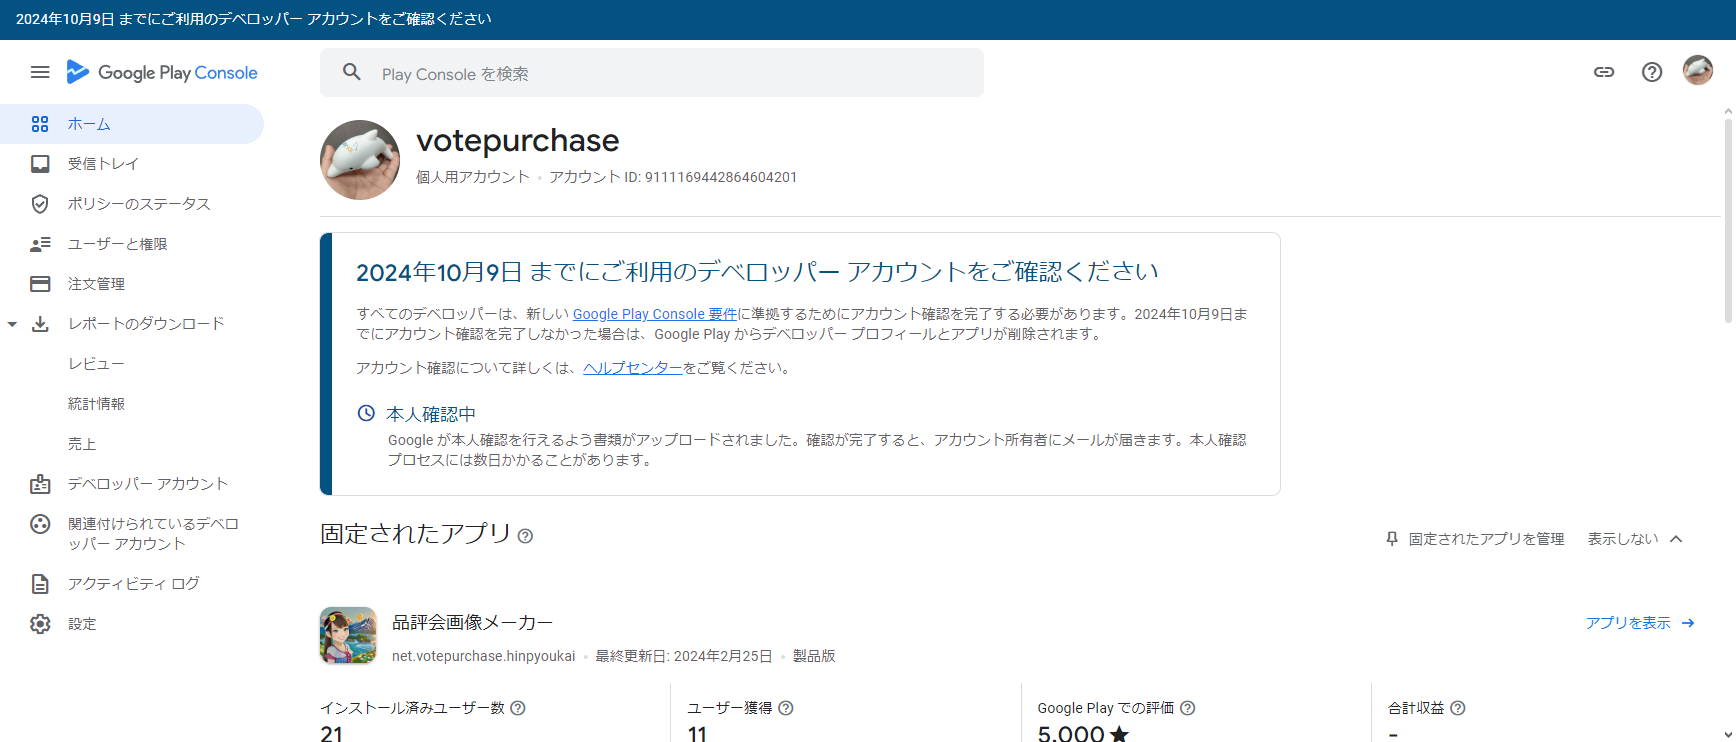 2024年10月9日 までにご利用のデベロッパー アカウントをご確認ください
Google Play Console
Play Console を検索
ホーム
受信トレイ
ポリシーのステータス
ユーザーと権限
注文管理
レポートのダウンロード
レビュー
統計情報
売上
デベロッパー アカウント
関連付けられているデベロ
ッパー アカウント
アクティビティ ログ
設定
votepurchase
個人用アカウント • アカウント ID: 9111169442864604201
2024年10月9日 までにご利用のデベロッパー アカウントをご確認ください
すべてのデベロッパーは、新しい Google Play Console 要件に準拠するためにアカウント確認を完了する必要があります。2024年10月9日ま
でにアカウント確認を完了しなかった場合は、Google Play からデベロッパー プロフィールとアプリが削除されます。
アカウント確認について詳しくは、ヘルプセンターをご覧ください。
本人確認中
Google が本人確認を行えるよう書類がアップロードされました。確認が完了すると、アカウント所有者にメールが届きます。本人確認
プロセスには数日かかることがあります。
固定されたアプリ
固定されたアプリを管理 表示しない
品評会画像メーカー
アプリを表示 →
net.votepurchase.hinpyoukai • 最終更新日: 2024年2月25日 • 製品版
インストール済みユーザー数
21
ユーザー獲得
11
Google Play での評価
5.000 ★
合計収益
-